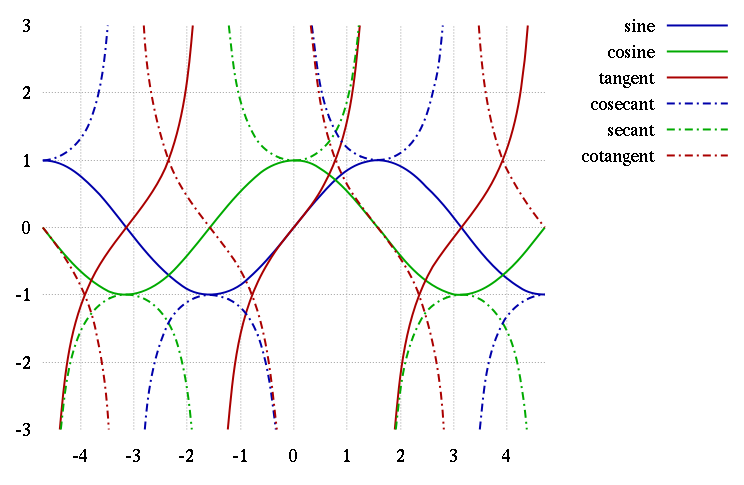 3
2
1
0
-1
-2
-3
-4 -3 -2 -1 0 1 2 3 4
sine
cosine
tangent
cosecant
secant
cotangent